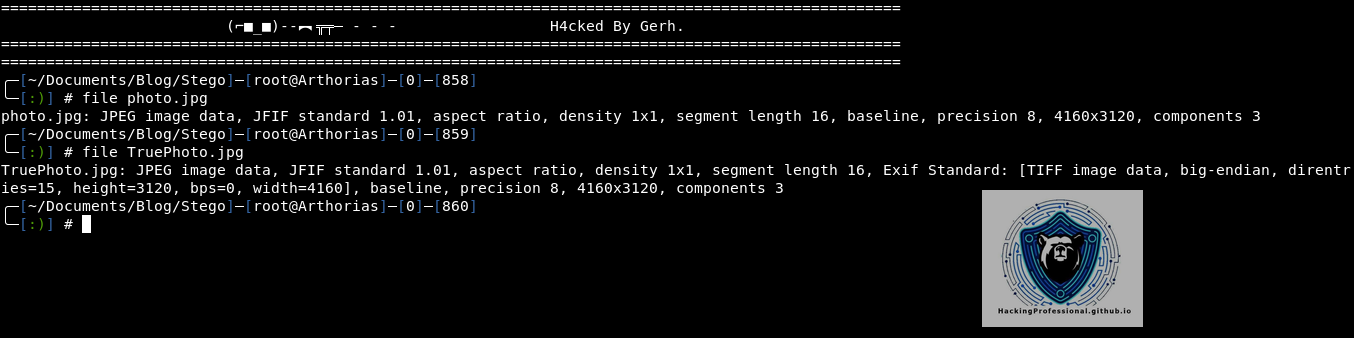 ====================================================================================================
(⌐■_■)--︻╦╤─ - - - H4cked By Gerh.
====================================================================================================
====================================================================================================
╭─[~/Documents/Blog/Stego]─[root@Arthorias]─[0]─[858]
╰─[:)] # file photo.jpg
photo.jpg: JPEG image data, JFIF standard 1.01, aspect ratio, density 1x1, segment length 16, baseline, precision 8, 4160x3120, components 3
╭─[~/Documents/Blog/Stego]─[root@Arthorias]─[0]─[859]
╰─[:)] # file TruePhoto.jpg
TruePhoto.jpg: JPEG image data, JFIF standard 1.01, aspect ratio, density 1x1, segment length 16, Exif Standard: [TIFF image data, big-endian, direntr
ies=15, height=3120, bps=0, width=4160], baseline, precision 8, 4160x3120, components 3
╭─[~/Documents/Blog/Stego]─[root@Arthorias]─[0]─[860]
╰─[:)] #
HackingProfessional.github.io